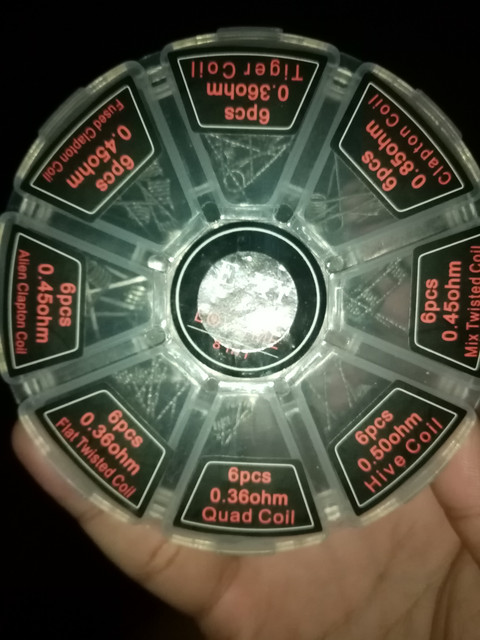 6pcs
0.36ohm
Tiger Coil
6pcs
0.85ohm
Clapton Coil
6pcs
0.45ohm
Mix Twisted Coil
6pcs
0.50ohm
Hive Coil
6pcs
0.36ohm
Quad Coil
6pcs
0.36ohm
Flat Twisted Coil
6pcs
0.45ohm
Alien Clapton Coil
6pcs
0.45ohm
Fused Clapton Coil